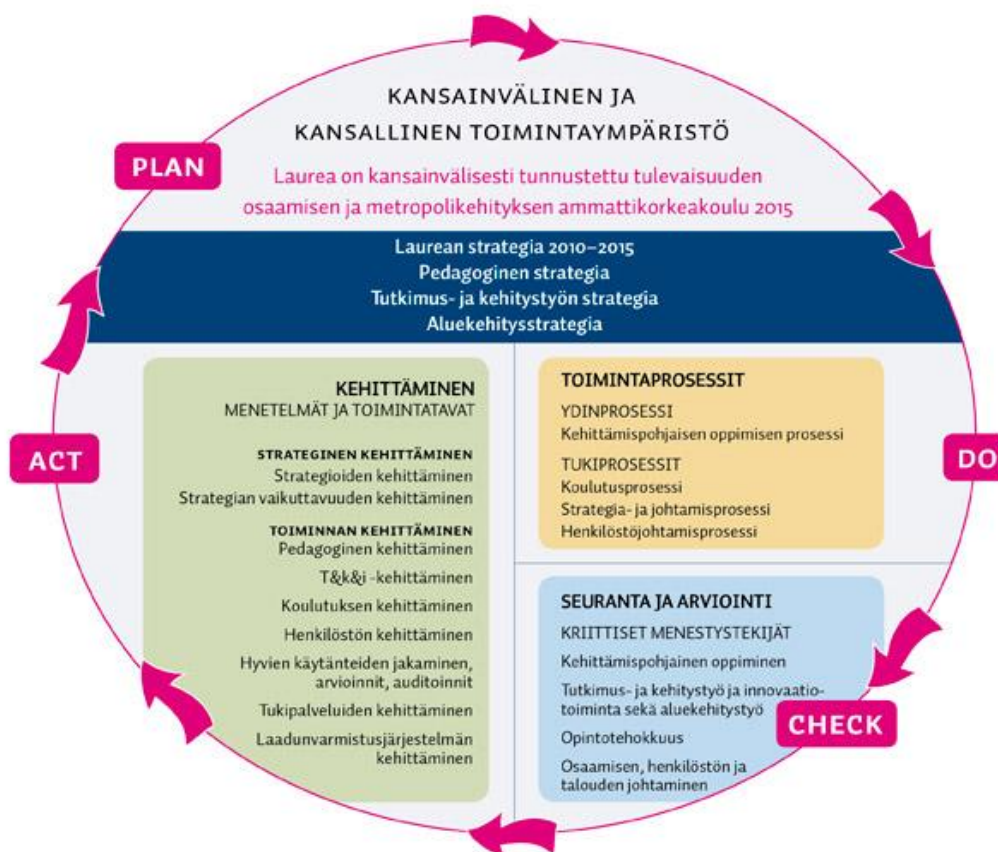 KANSAINVÄLINEN JA
KANSALLINEN TOIMINTAYMPÄRISTÖ
PLAN
Laurea on kansainvälisesti tunnustettu tulevaisuuden
osaamisen ja metropolikehityksen ammattikorkeakoulu 2015
Laurean strategia 2010–2015
Pedagoginen strategia
Tutkimus- ja kehitystyön strategia
Aluekehitysstrategia
ACT
KEHITTÄMINEN
MENETELMÄT JA TOIMINTATAVAT
STRATEGINEN KEHITTÄMINEN
Strategioiden kehittäminen
Strategian vaikuttavuuden kehittäminen
TOIMINNAN KEHITTÄMINEN
Pedagoginen kehittäminen
T&k&i -kehittäminen
Koulutuksen kehittäminen
Henkilöstön kehittäminen
Hyvien käytänteiden jakaminen,
arvioinnit, auditoinnit
Tukipalveluiden kehittäminen
Laadunvarmistusjärjestelmän
kehittäminen
TOIMINTAPROSESSIT
YDINPROSESSI
Kehittämispohjaisen oppimisen prosessi
TUKIPROSESSIT
Koulutusprosessi
Strategia- ja johtamisprosessi
Henkilöstöjohtamisprosessi
DO
SEURANTA JA ARVIOINTI
KRIITTISET MENESTYSTEKIJÄT
Kehittämispohjainen oppiminen
Tutkimus- ja kehitystyö ja innovaatio-
toiminta sekä aluekehitystyö
CHECK
Opintotehokkuus
Osaamisen, henkilöstön ja
talouden johtaminen